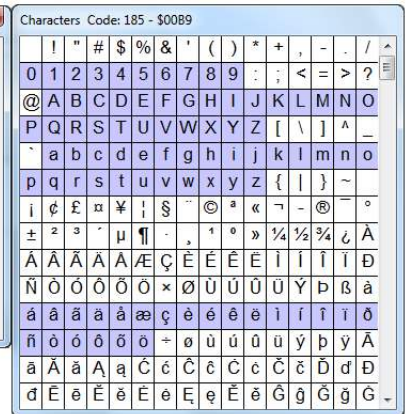 Characters Code: 185 - $00B9
! " # $ % & ' ( ) * + , - . /
0 1 2 3 4 5 6 7 8 9 : ; < = > ?
@ A B C D E F G H I J K L M N O
P Q R S T U V W X Y Z [ \ ] ^ _
` a b c d e f g h i j k l m n o
p q r s t u v w x y z { | } ~
¡ ¢ £ ¤ ¥ ¦ § ¨ © ª « ¬ - ® ¯ °
± ² ³ ´ µ ¶ · ¸ ¹ º » ¼ ½ ¾ ¿ À
Á Â Ã Ä Å Æ Ç È É Ê Ë Ì Í Î Ï Ð
Ñ Ò Ó Ô Õ Ö × Ø Ù Ú Û Ü Ý Þ ß à
á â ã ä å æ ç è é ê ë ì í î ï ð
ñ ò ó ô õ ö ÷ ø ù ú û ü ý þ ÿ Ā
ā Ă ă Ą ą Ć ć Ĉ ĉ Ċ ċ Č č Ď ď Đ
đ Ē ē Ĕ ĕ Ė ė Ę ę Ě ě Ĝ ĝ Ğ ğ Ġ